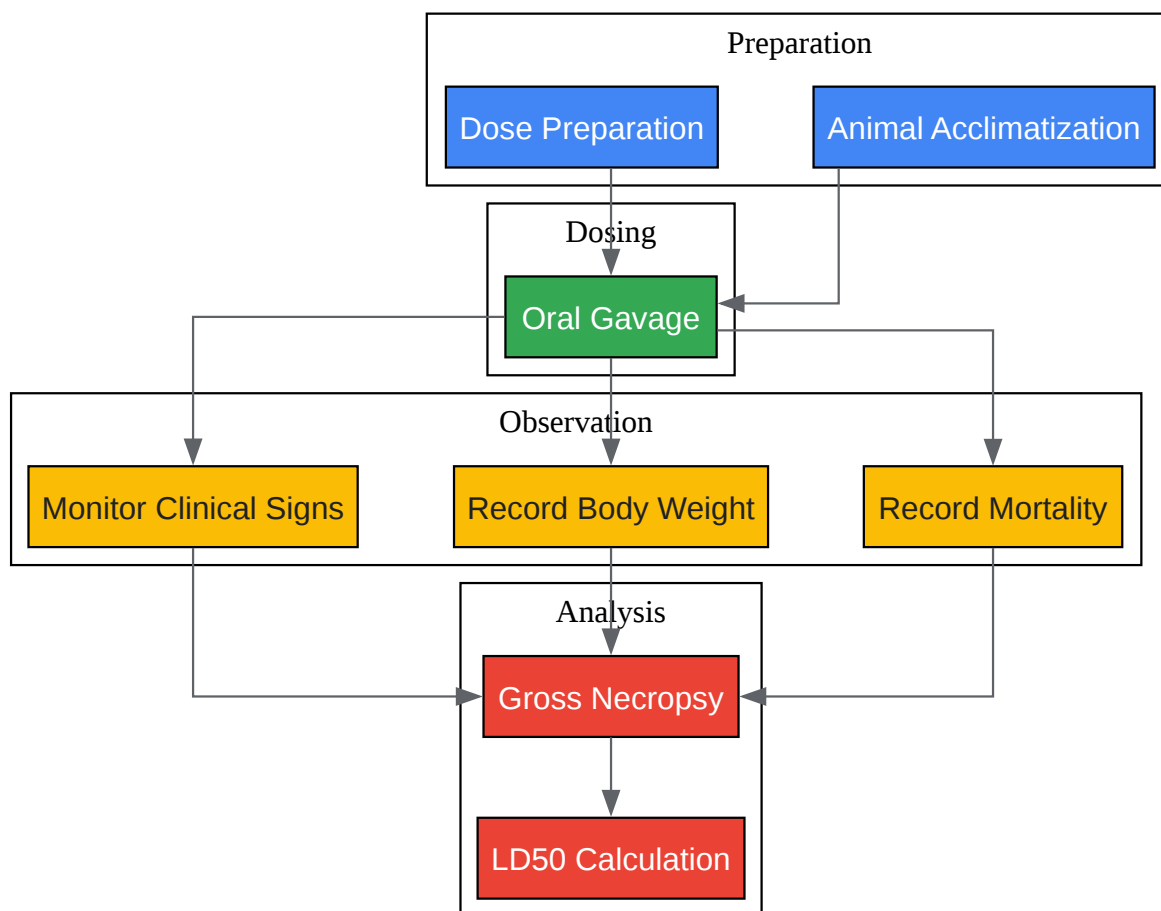 Preparation
Dose Preparation
Animal Acclimatization
Dosing
Oral Gavage
Observation
Monitor Clinical Signs
Record Body Weight
Record Mortality
Analysis
Gross Necropsy
LD50 Calculation